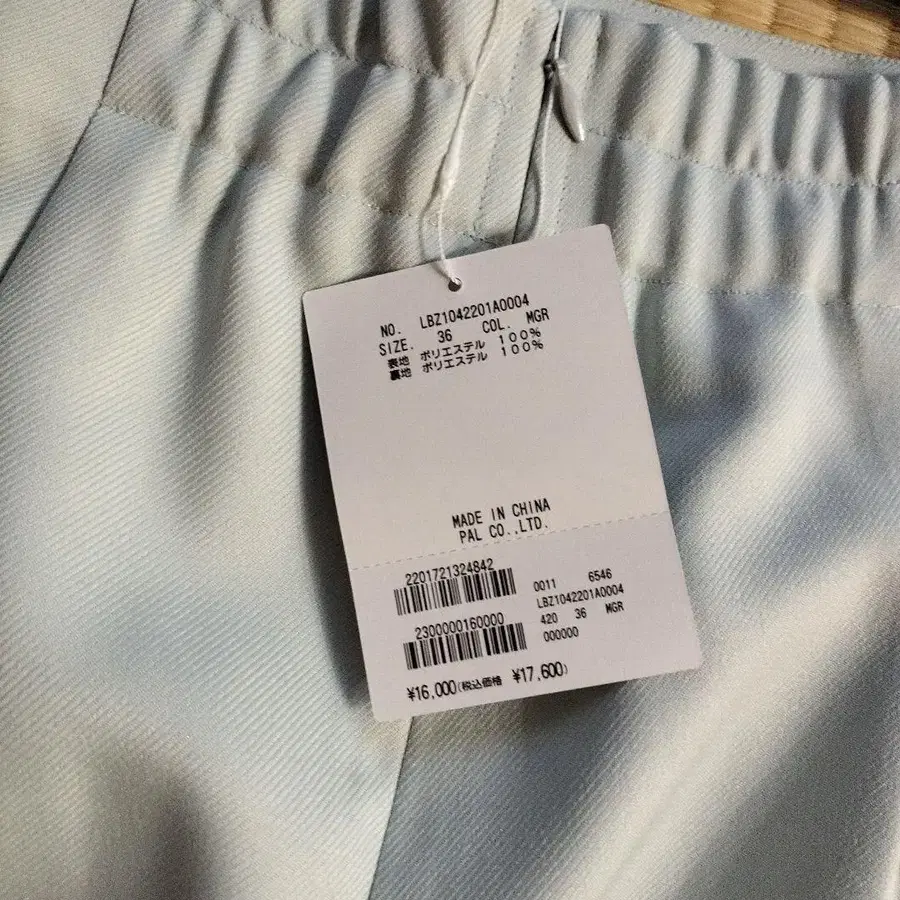 NO. LBZ1042201A0004
SIZE. 36 COL. MGR
表地 ポリエステル 100%
裏地 ポリエステル 100%
MADE IN CHINA
PAL CO.,LTD.
2201721324842
2300000160000
0011 6546
LBZ1042201A0004
420 36 MGR
000000
¥16,000(税込価格 ¥17,600)